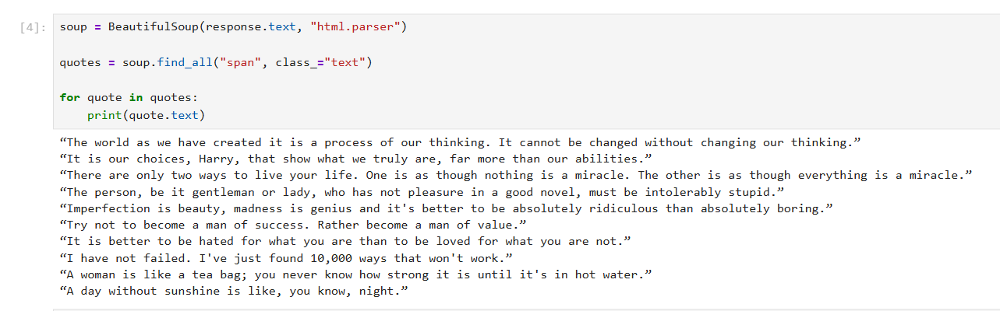 [4]: soup = BeautifulSoup(response.text, "html.parser")
quotes = soup.find_all("span", class_="text")
for quote in quotes:
    print(quote.text)
“The world as we have created it is a process of our thinking. It cannot be changed without changing our thinking.”
“It is our choices, Harry, that show what we truly are, far more than our abilities.”
“There are only two ways to live your life. One is as though nothing is a miracle. The other is as though everything is a miracle.”
“The person, be it gentleman or lady, who has not pleasure in a good novel, must be intolerably stupid.”
“Imperfection is beauty, madness is genius and it's better to be absolutely ridiculous than absolutely boring.”
“Try not to become a man of success. Rather become a man of value.”
“It is better to be hated for what you are than to be loved for what you are not.”
“I have not failed. I've just found 10,000 ways that won't work.”
“A woman is like a tea bag; you never know how strong it is until it's in hot water.”
“A day without sunshine is like, you know, night.”